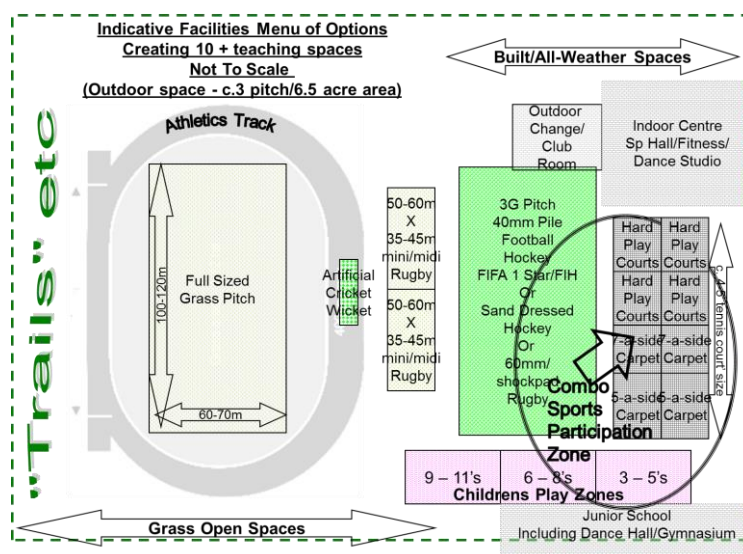 Indicative Facilities Menu of Options
Creating 10 + teaching spaces
Not To Scale
(Outdoor space - c.3 pitch/6.5 acre area)
Built/All-Weather Spaces
"Trails" etc
Athletics Track
100-120m
Full Sized
Grass Pitch
60-70m
Artificial
Cricket
Wicket
50-60m
X
35-45m
mini/midi
Rugby
50-60m
X
35-45m
mini/midi
Rugby
Outdoor
Change/
Club
Room
Indoor Centre
Sp Hall/Fitness/
Dance Studio
3G Pitch
40mm Pile
Football
Hockey
FIFA 1 Star/FIH
Or
Sand Dressed
Hockey
Or
60mm/
shockpad
Rugby
Hard
Play
Courts
Hard
Play
Courts
Hard
Play
Courts
Hard
Play
Courts
7-a-side
Carpet
7-a-side
Carpet
5-a-side
Carpet
5-a-side
Carpet
c. 4-5 'tennis court' size
Combo
Sports
Participation
Zone
9 – 11's
6 – 8's
3 – 5's
Childrens Play Zones
Grass Open Spaces
Junior School
Including Dance Hall/Gymnasium